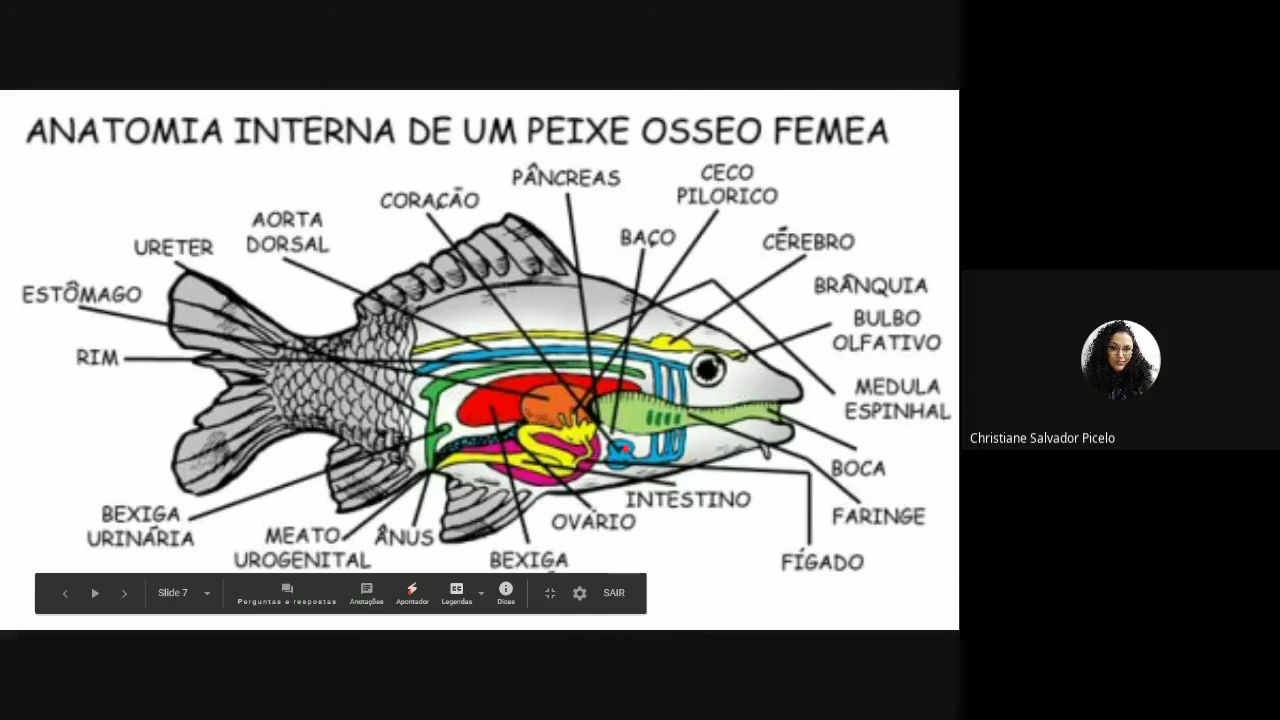 ANATOMIA INTERNA DE UM PEIXE OSSEO FEMEA
PÂNCREAS
CECO
PILORICO
CORAÇÃO
AORTA
DORSAL
BAÇO
CÉREBRO
URETER
ESTÔMAGO
BRÂNQUIA
BULBO
OLFATIVO
RIM
MEDULA
ESPINHAL
BOCA
INTESTINO
FARINGE
BEXIGA
URINÁRIA
OVÁRIO
MEATO
UROGENITAL
ÂNUS
BEXIGA
FÍGADO
Slide 7
Perguntas e respostas
Anotações
Apontador
Legendas
Dicas
SAIR
Christiane Salvador Picelo